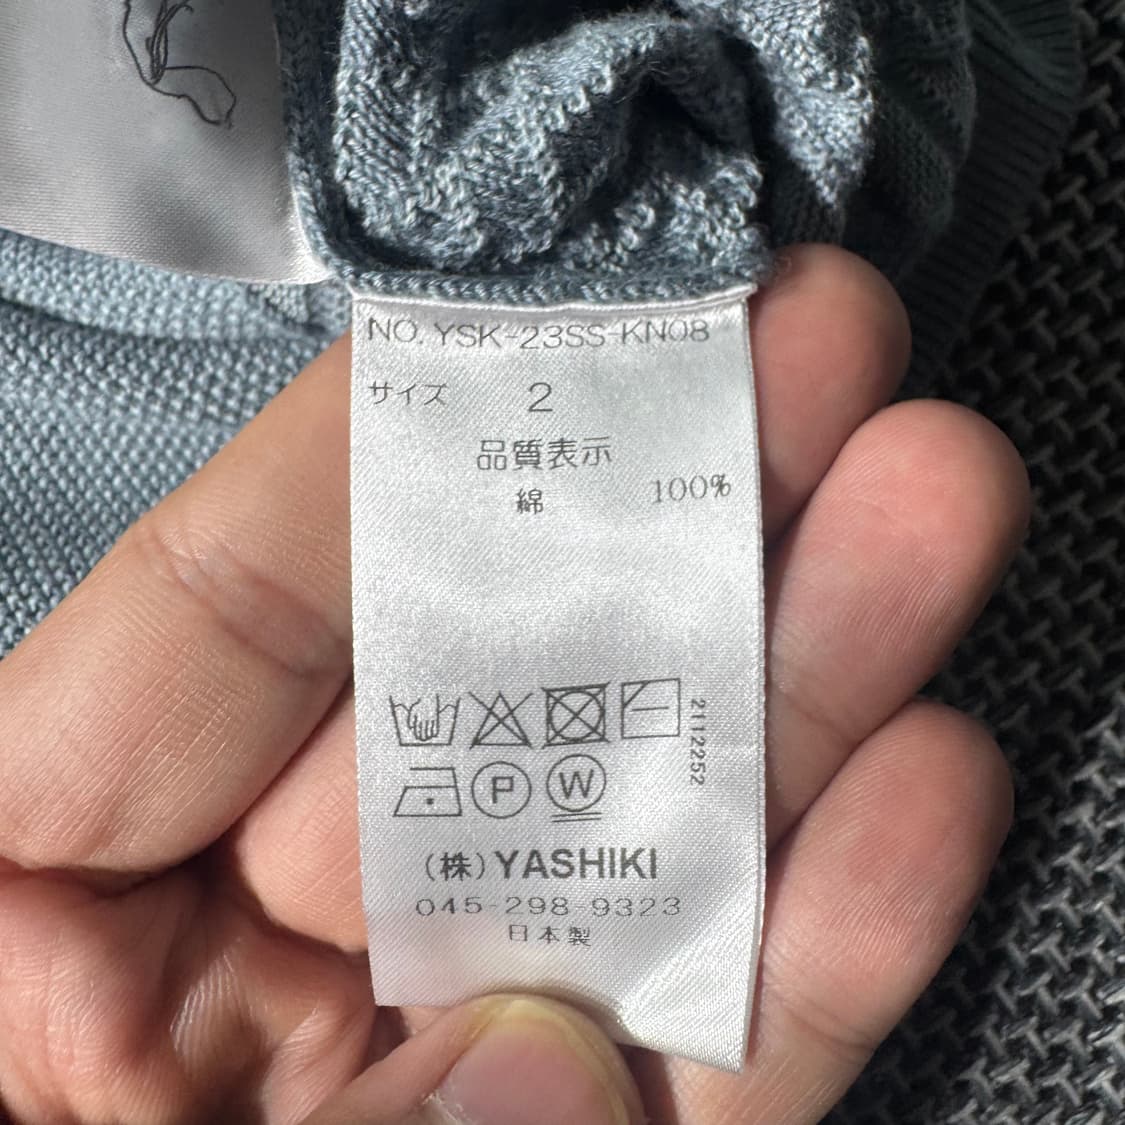 NO. YSK-23SS-KN08
サイズ 2
品質表示
綿 100%
2112252
P W
(株)YASHIKI
045-298-9323
日本製